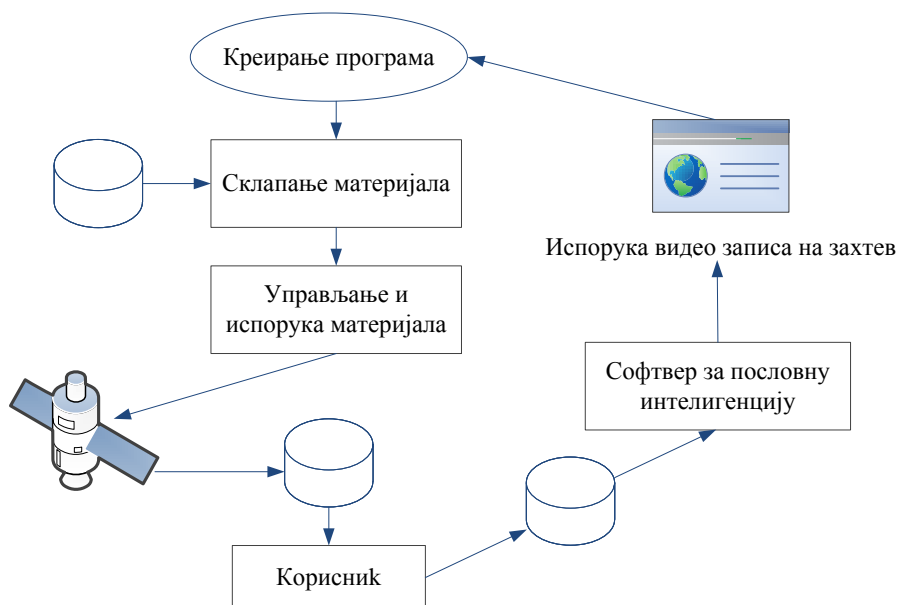 Креирање програма
Склапање материјала
Управљање и
испорука материјала
Испорука видео записа на захтев
Софтвер за пословну
интелигенцију
Корисник